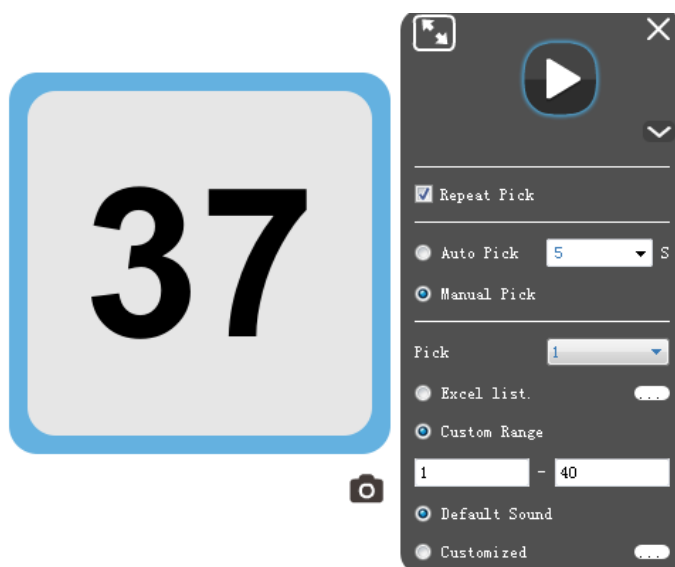 37
Repeat Pick
Auto Pick 5 S
Manual Pick
Pick 1
Excel list. ...
Custom Range
1 - 40
Default Sound
Customized ...